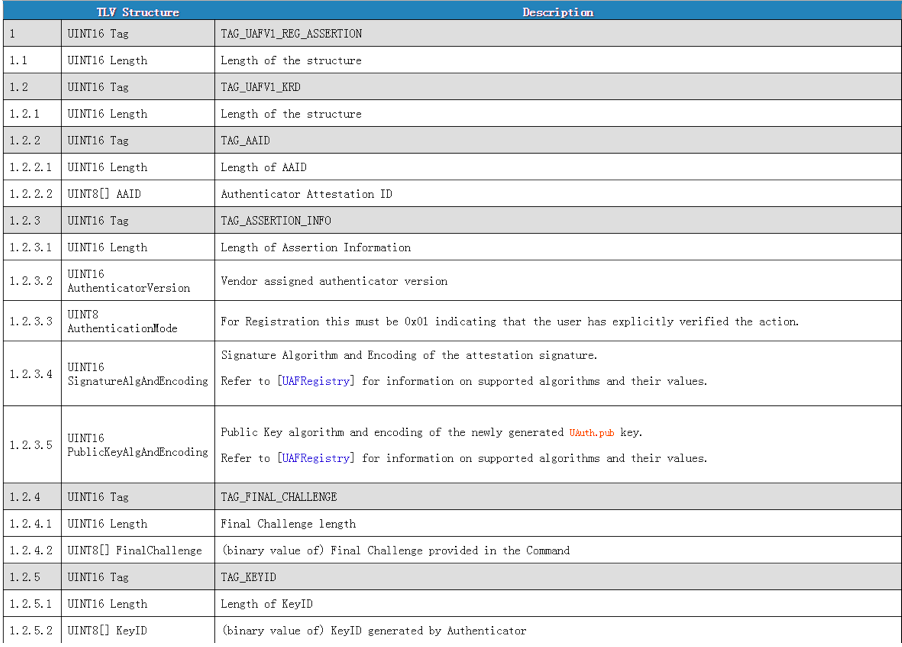 TLV Structure Description
1 UINT16 Tag TAG_UAFV1_REG_ASSERTION
1.1 UINT16 Length Length of the structure
1.2 UINT16 Tag TAG_UAFV1_KRD
1.2.1 UINT16 Length Length of the structure
1.2.2 UINT16 Tag TAG_AAID
1.2.2.1 UINT16 Length Length of AAID
1.2.2.2 UINT8[] AAID Authenticator Attestation ID
1.2.3 UINT16 Tag TAG_ASSERTION_INFO
1.2.3.1 UINT16 Length Length of Assertion Information
1.2.3.2 UINT16
AuthenticatorVersion Vendor assigned authenticator version
1.2.3.3 UINT8
AuthenticationMode For Registration this must be 0x01 indicating that the user has explicitly verified the action.
1.2.3.4 UINT16
SignatureAlgAndEncoding Signature Algorithm and Encoding of the attestation signature.
Refer to [UAFRegistry] for information on supported algorithms and their values.
1.2.3.5 UINT16
PublicKeyAlgAndEncoding Public Key algorithm and encoding of the newly generated UAuth.pub key.
Refer to [UAFRegistry] for information on supported algorithms and their values.
1.2.4 UINT16 Tag TAG_FINAL_CHALLENGE
1.2.4.1 UINT16 Length Final Challenge length
1.2.4.2 UINT8[] FinalChallenge (binary value of) Final Challenge provided in the Command
1.2.5 UINT16 Tag TAG_KEYID
1.2.5.1 UINT16 Length Length of KeyID
1.2.5.2 UINT8[] KeyID (binary value of) KeyID generated by Authenticator